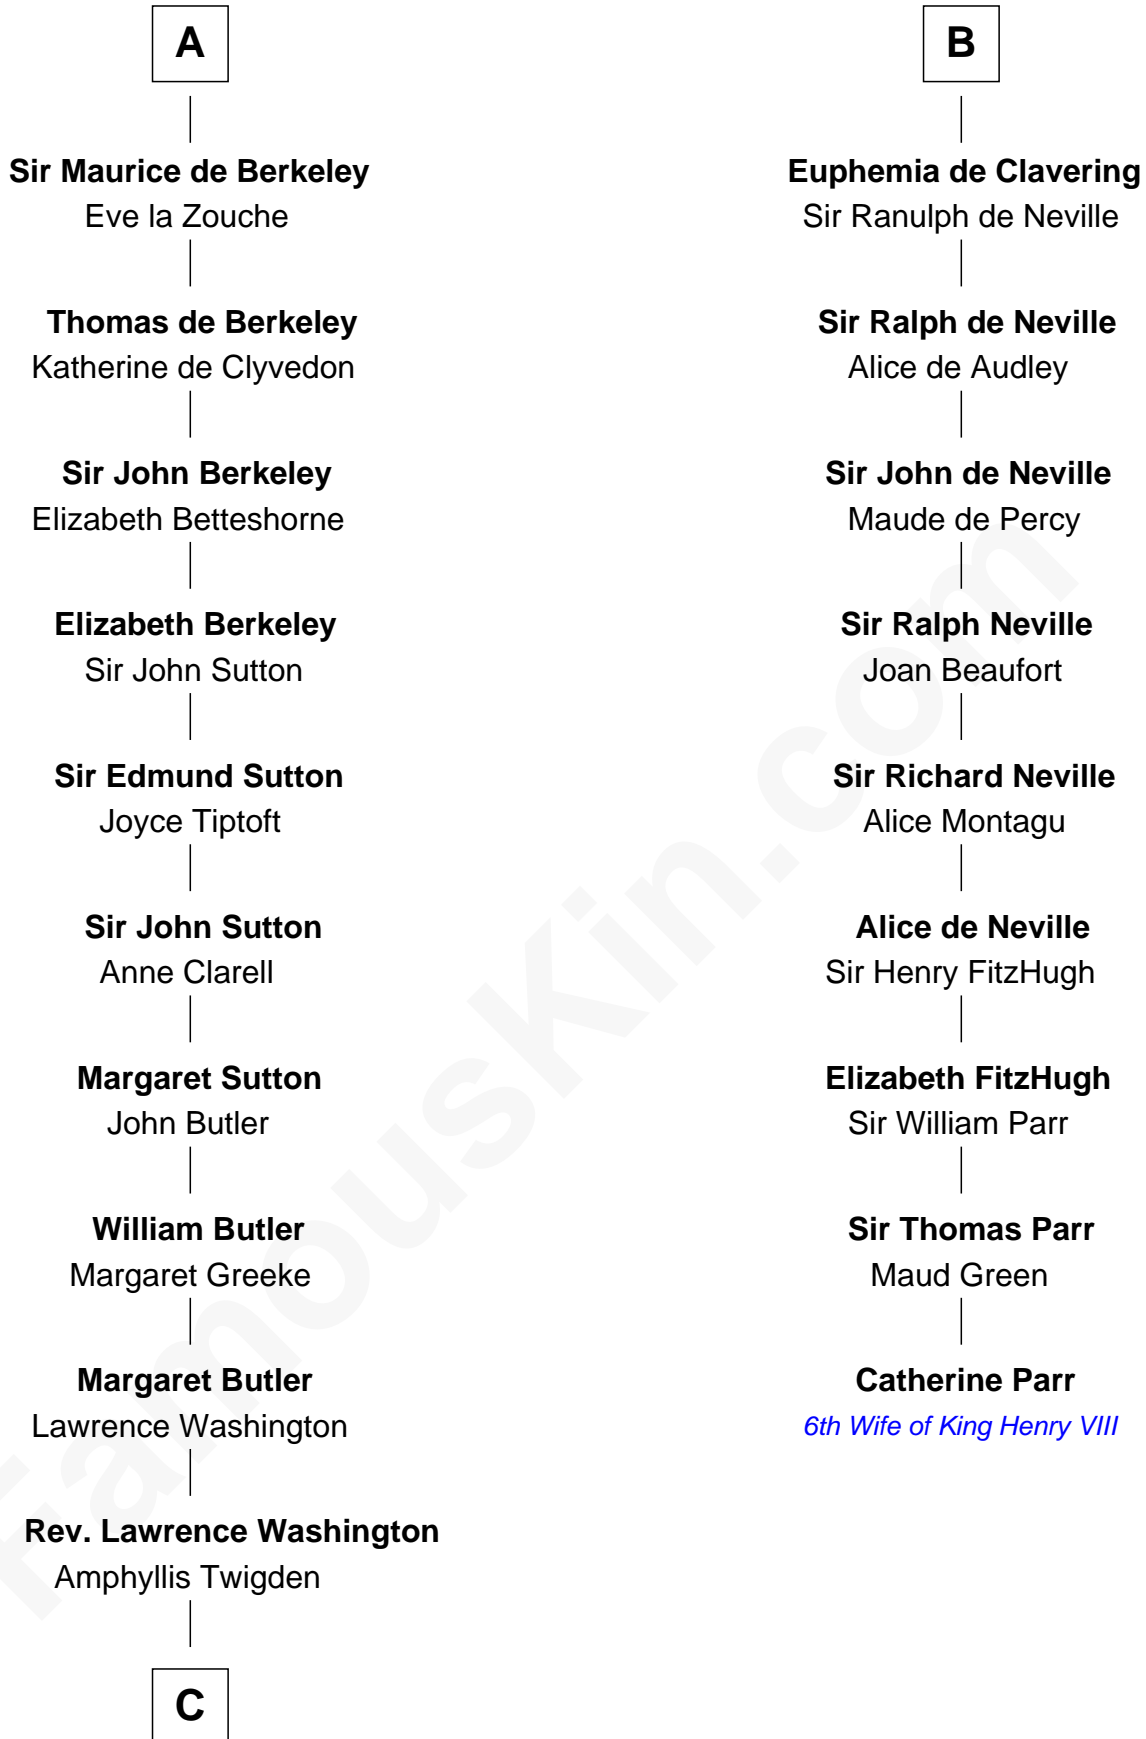 A
Sir Maurice de Berkeley
Eve la Zouche
Thomas de Berkeley
Katherine de Clyvedon
Sir John Berkeley
Elizabeth Betteshorne
Elizabeth Berkeley
Sir John Sutton
Sir Edmund Sutton
Joyce Tiptoft
Sir John Sutton
Anne Clarell
Margaret Sutton
John Butler
William Butler
Margaret Greeke
Margaret Butler
Lawrence Washington
Rev. Lawrence Washington
Amphyllis Twigden
C
B
Euphemia de Clavering
Sir Ranulph de Neville
Sir Ralph de Neville
Alice de Audley
Sir John de Neville
Maude de Percy
Sir Ralph Neville
Joan Beaufort
Sir Richard Neville
Alice Montagu
Alice de Neville
Sir Henry FitzHugh
Elizabeth FitzHugh
Sir William Parr
Sir Thomas Parr
Maud Green
Catherine Parr
6th Wife of King Henry VIII
FamousKin.com